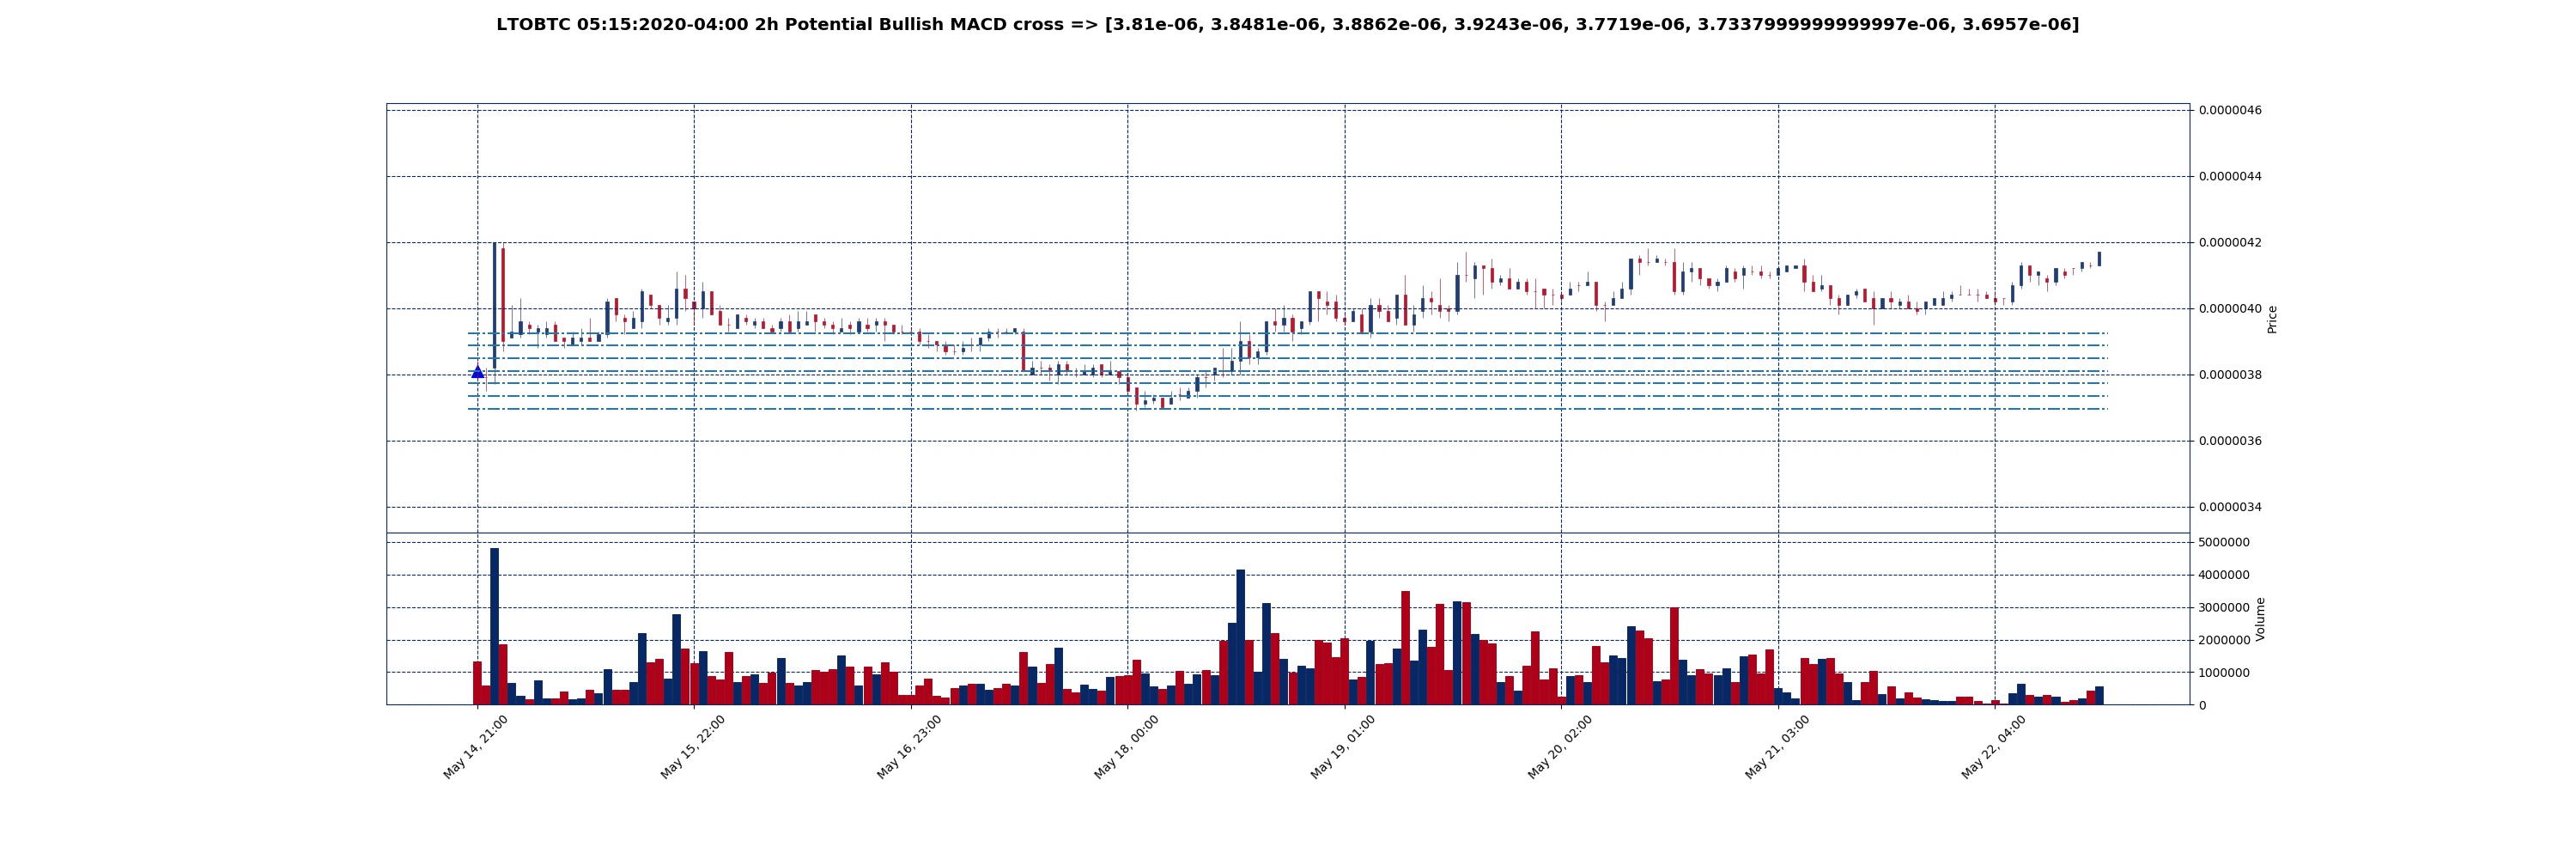 LTOBTC 05:15:2020-04:00 2h Potential Bullish MACD cross => [3.81e-06, 3.8481e-06, 3.8862e-06, 3.9243e-06, 3.7719e-06, 3.7337999999999997e-06, 3.6957e-06]
0.0000046
0.0000044
0.0000042
0.0000040
0.0000038
0.0000036
0.0000034
Price
5000000
4000000
3000000
2000000
1000000
0
Volume
May 14, 21:00
May 15, 22:00
May 16, 23:00
May 18, 00:00
May 19, 01:00
May 20, 02:00
May 21, 03:00
May 22, 04:00